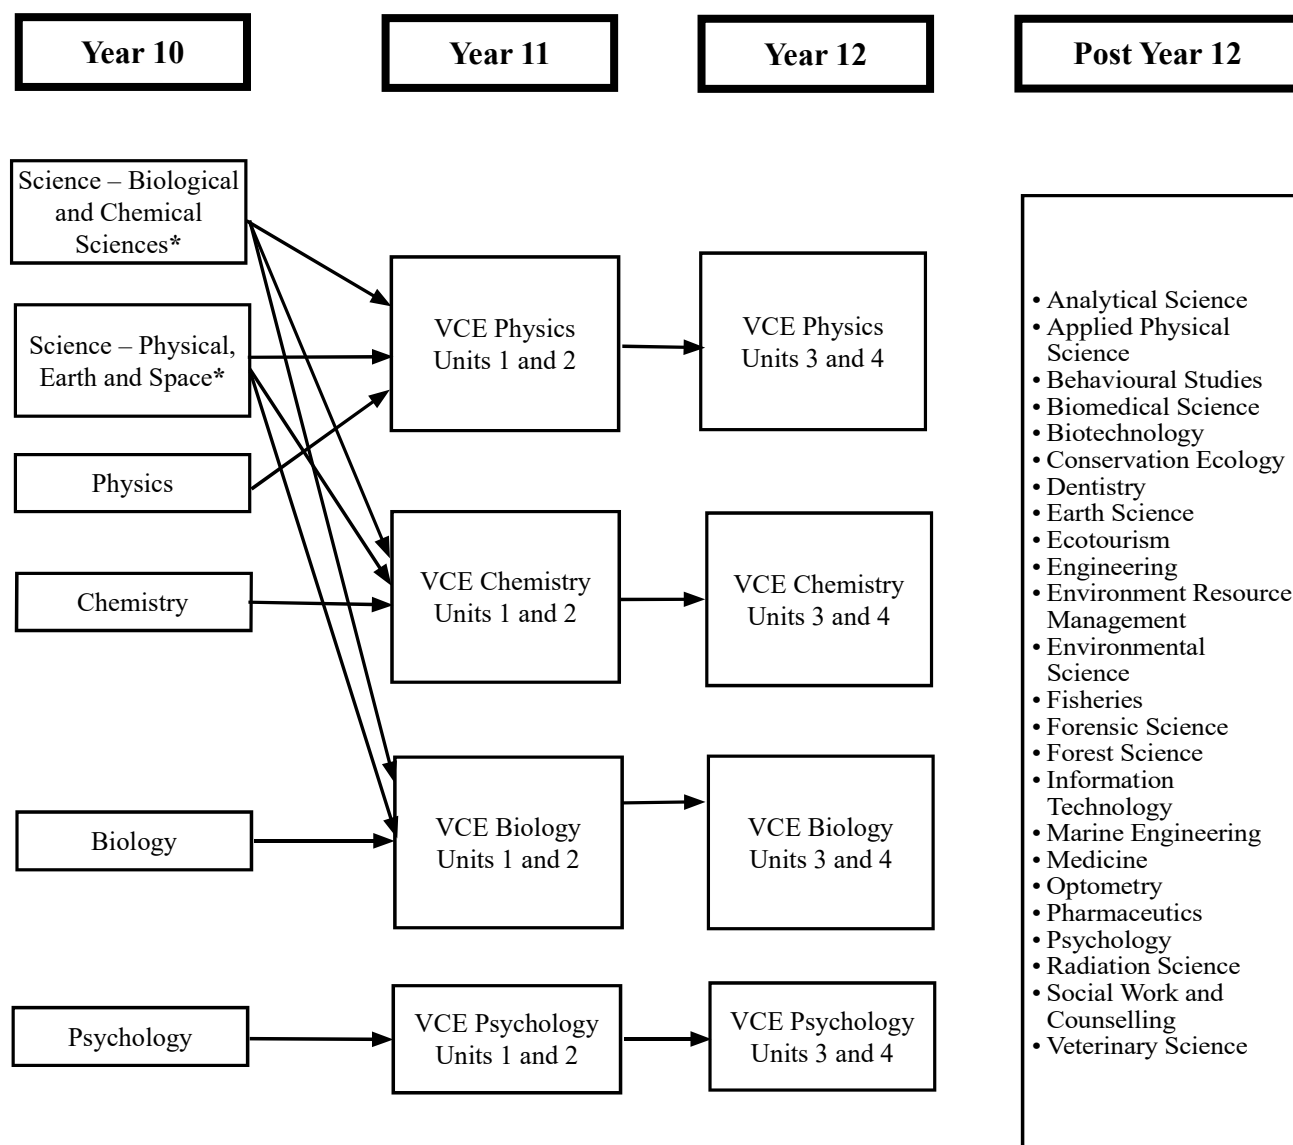 Year 10
Year 11
Year 12
Post Year 12
Science – Biological
and Chemical
Sciences*
Science – Physical,
Earth and Space*
Physics
Chemistry
Biology
Psychology
VCE Physics
Units 1 and 2
VCE Chemistry
Units 1 and 2
VCE Biology
Units 1 and 2
VCE Psychology
Units 1 and 2
VCE Physics
Units 3 and 4
VCE Chemistry
Units 3 and 4
VCE Biology
Units 3 and 4
VCE Psychology
Units 3 and 4
• Analytical Science
• Applied Physical
Science
• Behavioural Studies
• Biomedical Science
• Biotechnology
• Conservation Ecology
• Dentistry
• Earth Science
• Ecotourism
• Engineering
• Environment Resource
Management
• Environmental
Science
• Fisheries
• Forensic Science
• Forest Science
• Information
Technology
• Marine Engineering
• Medicine
• Optometry
• Pharmaceutics
• Psychology
• Radiation Science
• Social Work and
Counselling
• Veterinary Science